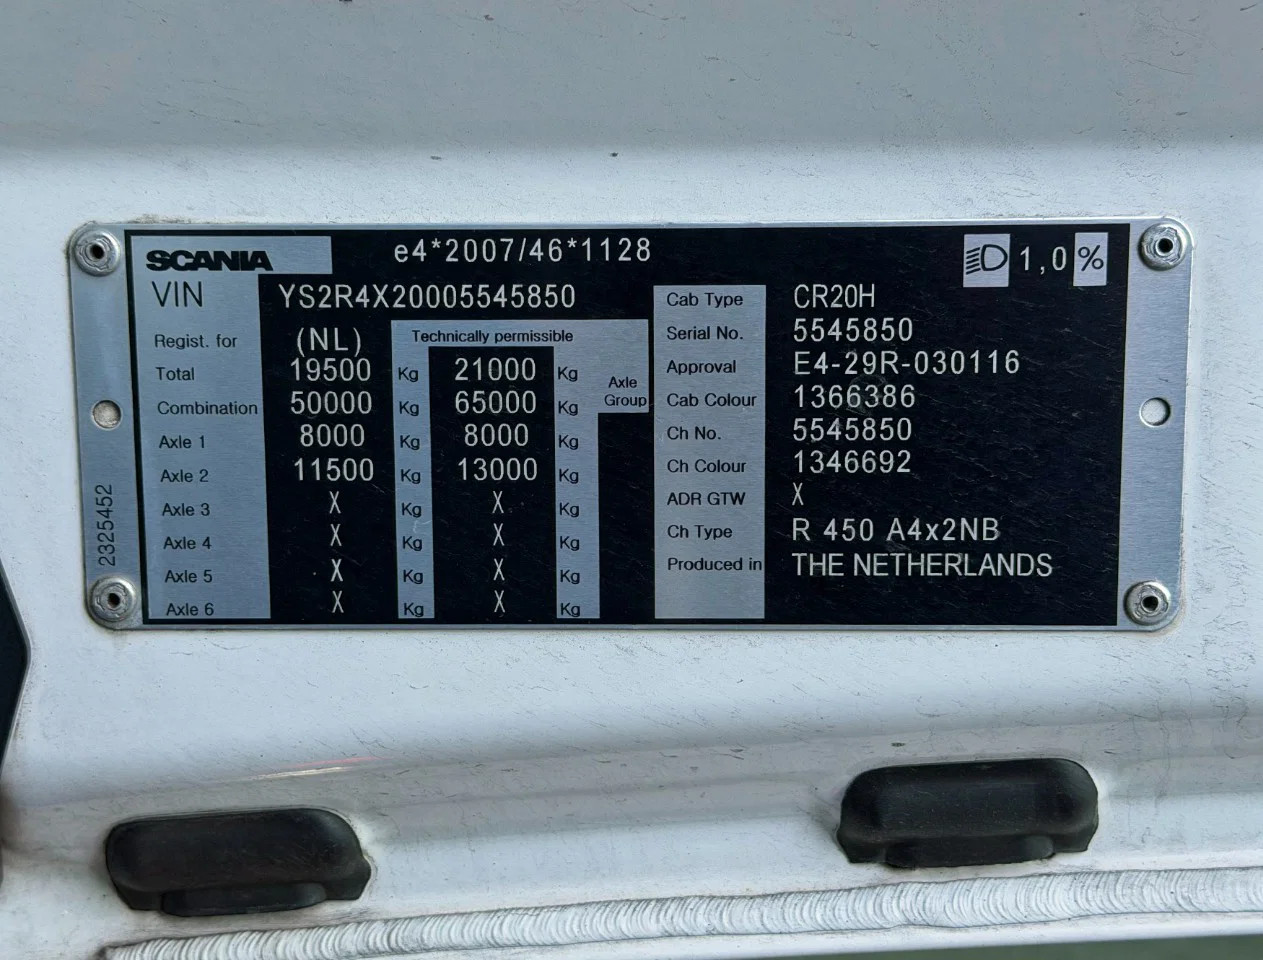 SCANIA e4*2007/46*1128 1,0 %
VIN YS2R4X20005545850 Cab Type CR20H
Regist. for (NL) Technically permissible Serial No. 5545850
Total 19500 Kg 21000 Kg Axle Group Approval E4-29R-030116
Combination 50000 Kg 65000 Kg Cab Colour 1366386
Axle 1 8000 Kg 8000 Kg Ch No. 5545850
Axle 2 11500 Kg 13000 Kg Ch Colour 1346692
Axle 3 X Kg X Kg ADR GTW X
Axle 4 X Kg X Kg Ch Type R 450 A4x2NB
Axle 5 X Kg X Kg Produced in THE NETHERLANDS
Axle 6 X Kg X Kg
2325452